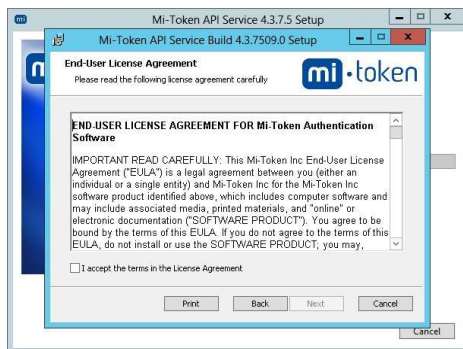 mi
Mi-Token API Service 4.3.7.5 Setup
Mi-Token API Service Build 4.3.7509.0 Setup
End-User License Agreement
Please read the following license agreement carefully
mi·token
END-USER LICENSE AGREEMENT FOR Mi-Token Authentication
Software
IMPORTANT READ CAREFULLY: This Mi-Token Inc End-User License
Agreement ("EULA") is a legal agreement between you (either an
individual or a single entity) and Mi-Token Inc for the Mi-Token Inc
software product identified above, which includes computer software and
may include associated media, printed materials, and "online" or
electronic documentation ("SOFTWARE PRODUCT"). You agree to be
bound by the terms of this EULA. If you do not agree to the terms of this
EULA, do not install or use the SOFTWARE PRODUCT; you may,
I accept the terms in the License Agreement
Print
Back
Next
Cancel
Cancel